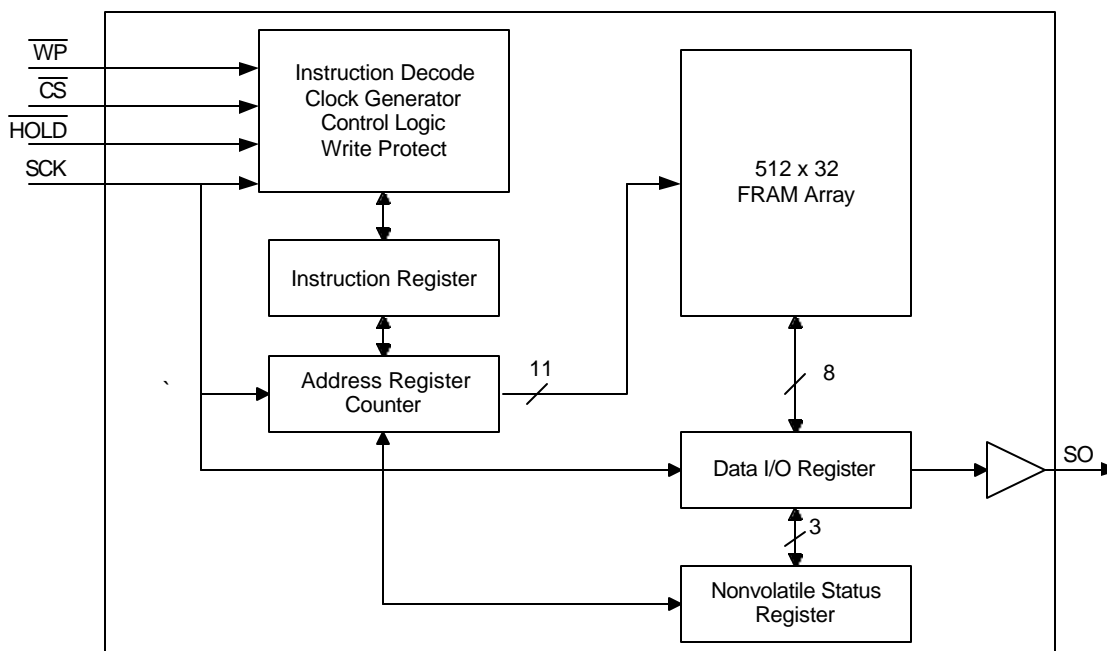 WP
CS
HOLD
SCK
Instruction Decode
Clock Generator
Control Logic
Write Protect
512 x 32
FRAM Array
Instruction Register
Address Register
Counter
11
8
`
Data I/O Register
SO
3
Nonvolatile Status
Register